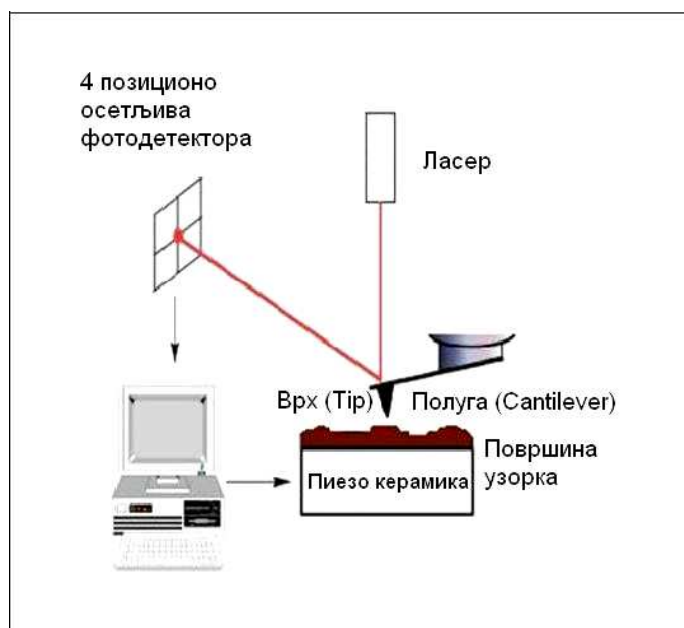 4 позиционо
осетљива
фотодетектора
Ласер
Врх (Tip)
Полуга (Cantilever)
Површина
узорка
Пиезо керамика